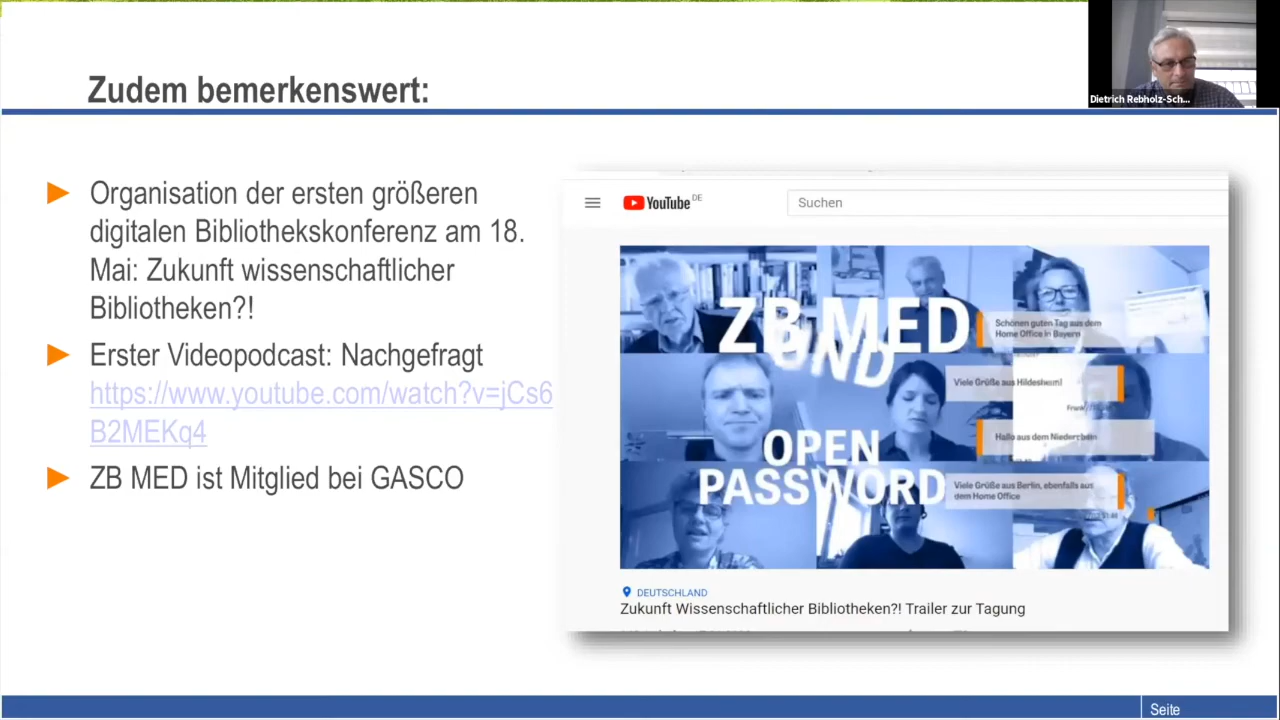 Zudem bemerkenswert:
Dietrich Rebholz-Sch...
Organisation der ersten größeren
digitalen Bibliothekskonferenz am 18.
Mai: Zukunft wissenschaftlicher
Bibliotheken?!
Erster Videopodcast: Nachgefragt
https://www.youtube.com/watch?v=jCs6
B2MEKq4
ZB MED ist Mitglied bei GASCO
YouTube DE
Suchen
ZB MED
UND
OPEN
PASSWORD
Schönen guten Tag aus dem
Home Office in Bayern
Viele Grüße aus Hildesheim!
Hallo aus dem Niederrhein
Viele Grüße aus Berlin, ebenfalls aus
dem Home Office
DEUTSCHLAND
Zukunft Wissenschaftlicher Bibliotheken?! Trailer zur Tagung
Seite